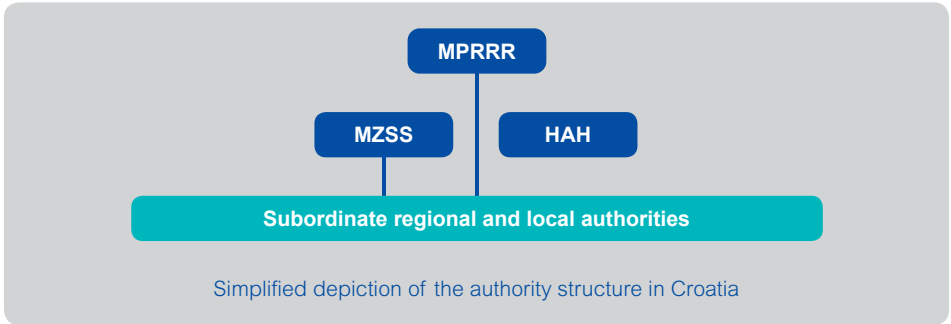 MPRRR
MZSS
HAH
Subordinate regional and local authorities
Simplified depiction of the authority structure in Croatia